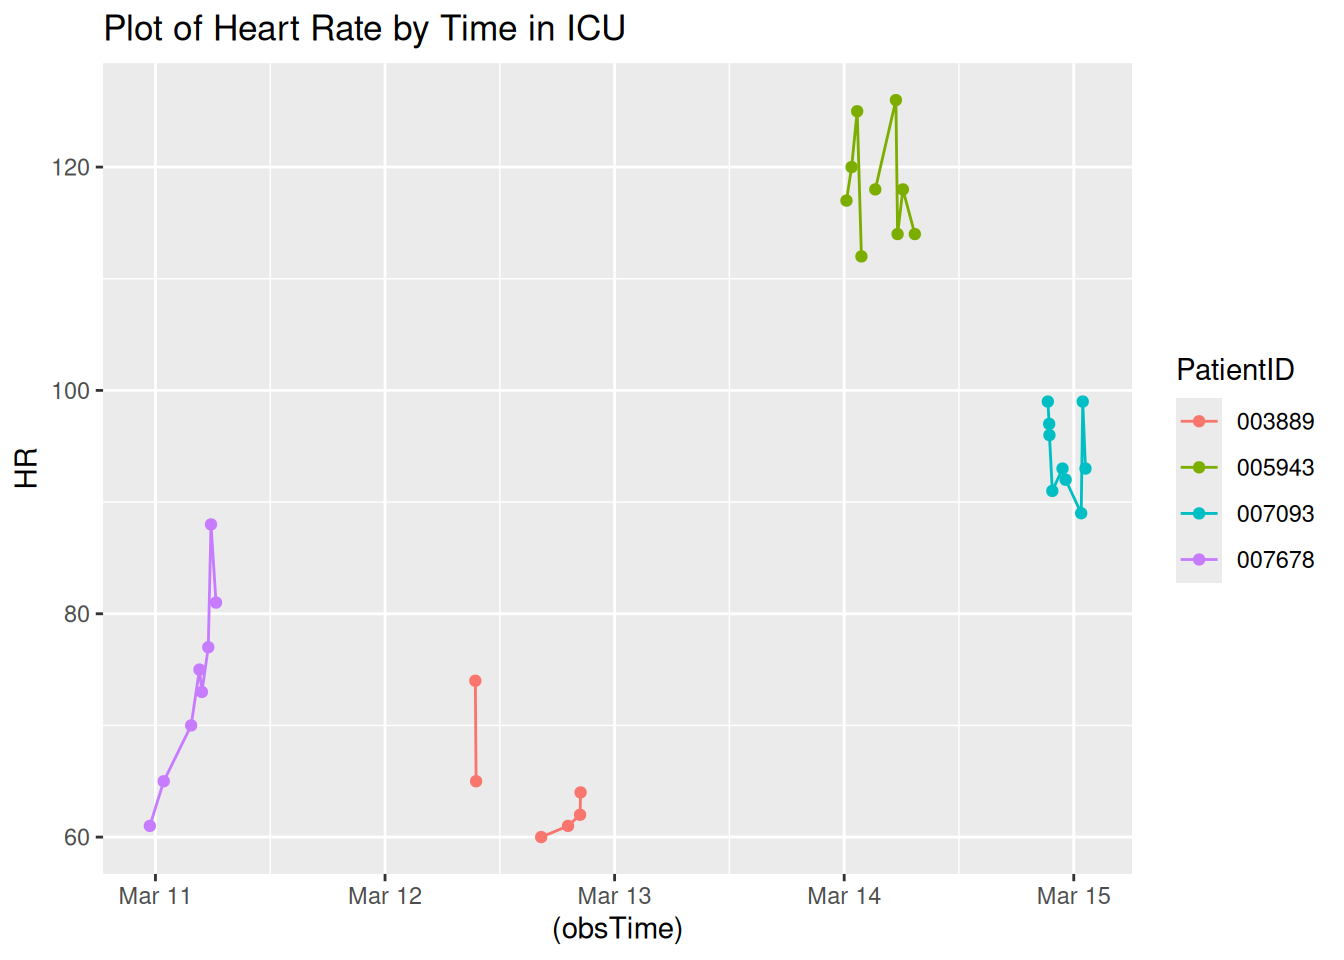 Plot of Heart Rate by Time in ICU
120
100
80
60
HR
Mar 11 Mar 12 Mar 13 Mar 14 Mar 15
(obsTime)
PatientID
003889
005943
007093
007678